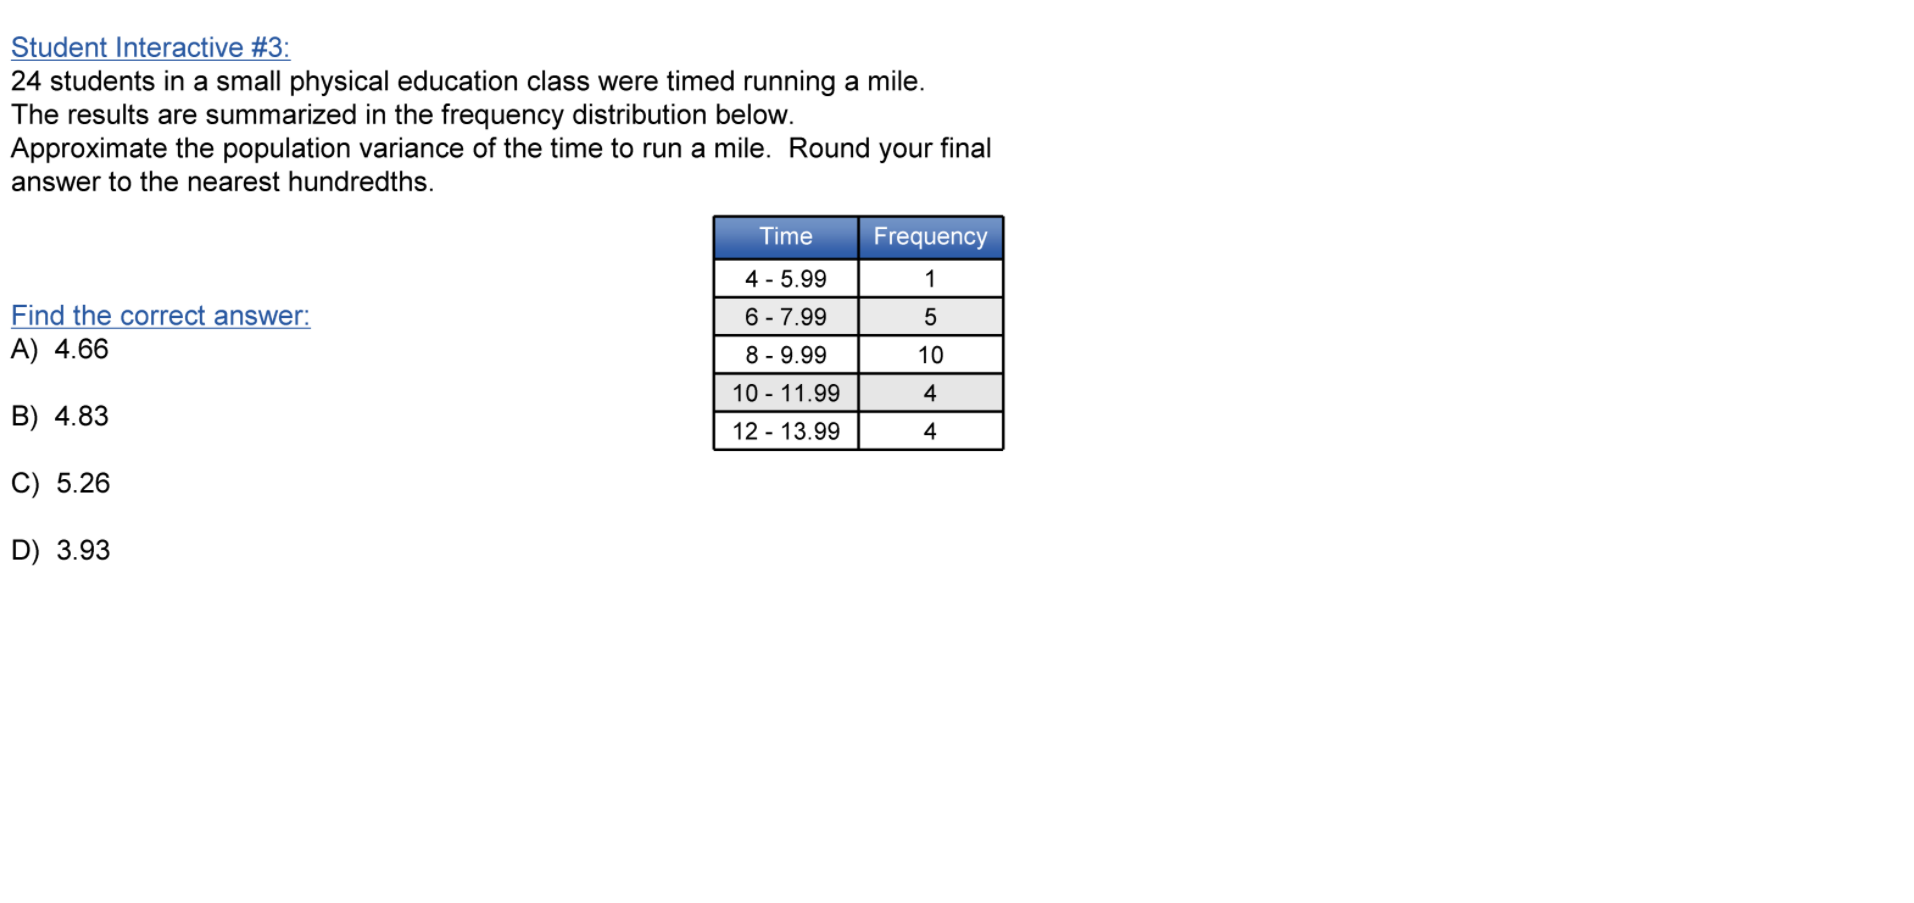 Student Interactive #3:
24 students in a small physical education class were timed running a mile.
The results are summarized in the frequency distribution below.
Approximate the population variance of the time to run a mile.  Round your final
answer to the nearest hundredths.
Time Frequency
4 - 5.99 1
6 - 7.99 5
8 - 9.99 10
10 - 11.99 4
12 - 13.99 4
Find the correct answer:
A)  4.66
B)  4.83
C)  5.26
D)  3.93